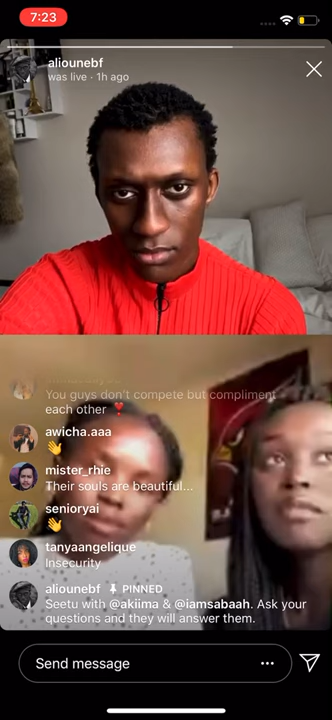 7:23
aliounebf
was live · 1h ago
You guys don't compete but compliment
each other ❣️
awicha.aaa
👋
mister_rhie
Their souls are beautiful...
senioryai
👋
tanyaangelique
Insecurity
aliounebf 📌 PINNED
Seetu with @akiima & @iamsabaah. Ask your
questions and they will answer them.
Send message